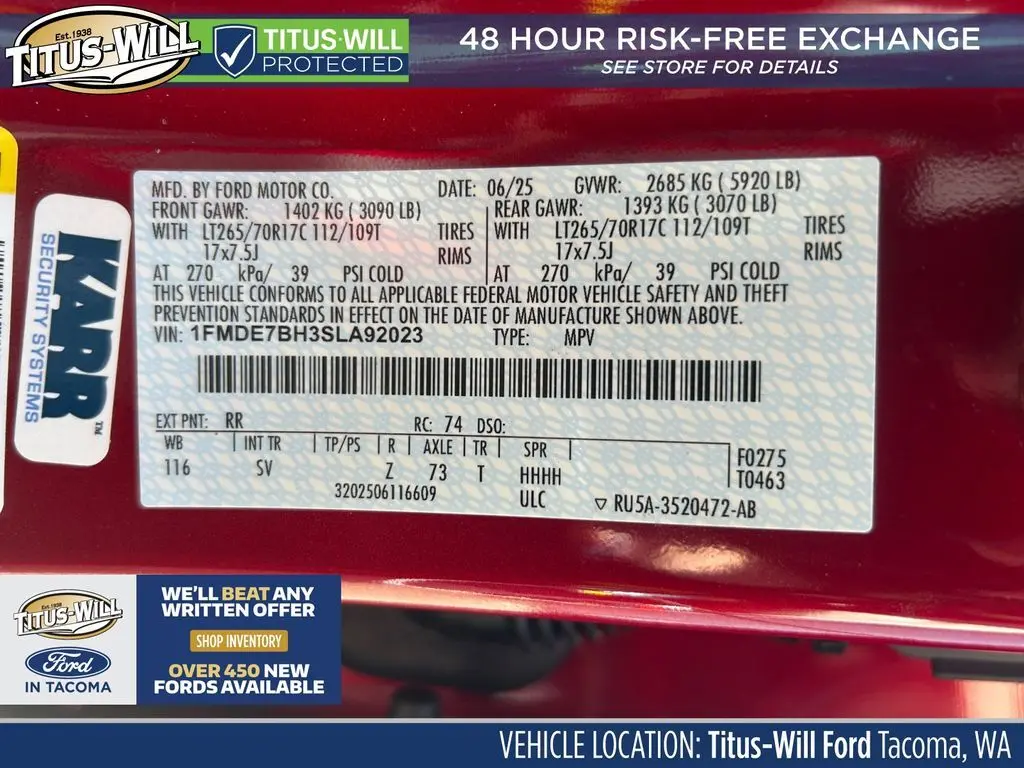 Est. 1938
TITUS-WILL
TITUS-WILL
PROTECTED
48 HOUR RISK-FREE EXCHANGE
SEE STORE FOR DETAILS
KARR™
SECURITY SYSTEMS
MFD. BY FORD MOTOR CO. DATE: 06/25 GVWR: 2685 KG ( 5920 LB)
FRONT GAWR: 1402 KG ( 3090 LB) REAR GAWR: 1393 KG ( 3070 LB)
WITH LT265/70R17C 112/109T TIRES WITH LT265/70R17C 112/109T TIRES
17x7.5J RIMS 17x7.5J RIMS
AT 270 kPa/ 39 PSI COLD AT 270 kPa/ 39 PSI COLD
THIS VEHICLE CONFORMS TO ALL APPLICABLE FEDERAL MOTOR VEHICLE SAFETY AND THEFT
PREVENTION STANDARDS IN EFFECT ON THE DATE OF MANUFACTURE SHOWN ABOVE.
VIN: 1FMDE7BH3SLA92023 TYPE: MPV
EXT PNT: RR RC: 74 DSO:
WB INT TR TP/PS R AXLE TR SPR
116 SV Z 73 T HHHH
ULC
F0275
T0463
3202506116609
RU5A-3520472-AB
Est. 1938
TITUS-WILL
Ford
IN TACOMA
WE'LL BEAT ANY
WRITTEN OFFER
SHOP INVENTORY
OVER 450 NEW
FORDS AVAILABLE
VEHICLE LOCATION: Titus-Will Ford Tacoma, WA